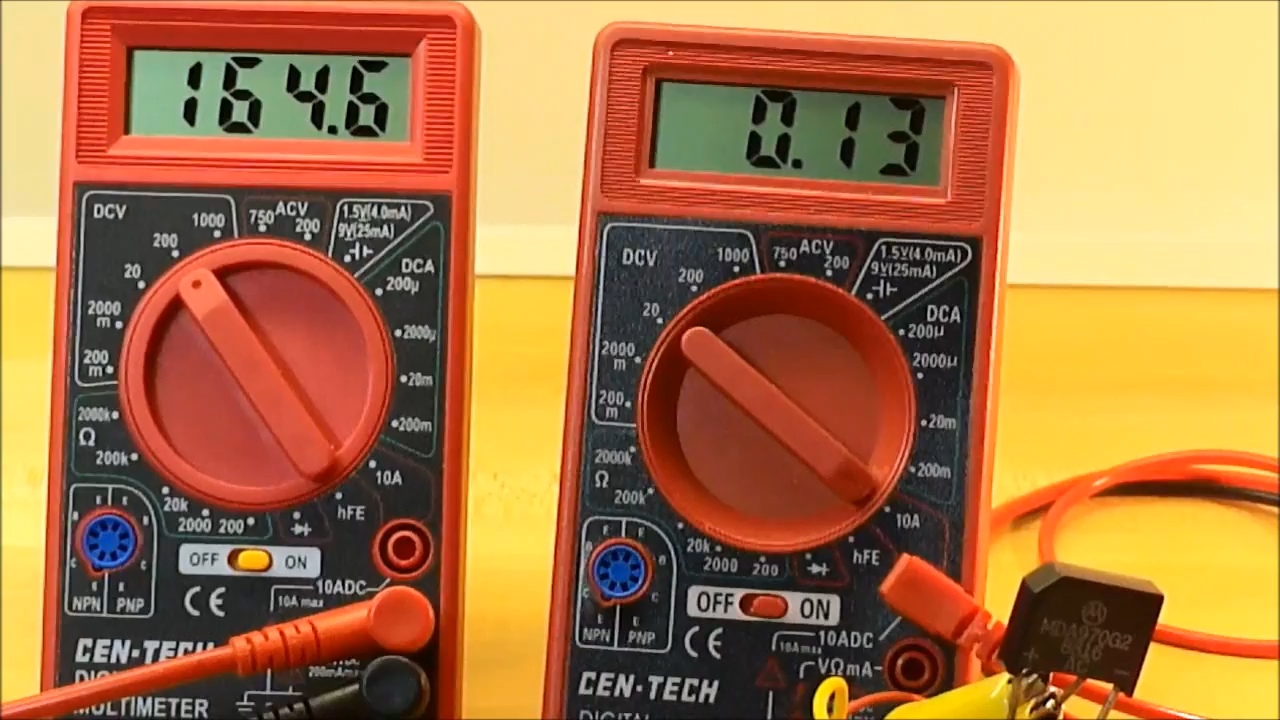 164.6
DCV
1000
750
ACV
200
1.5V(4.0mA)
9V(25mA)
200
20
2000
m
200
m
DCA
200µ
2000µ
20m
200m
10A
hFE
2000k
Ω
200k
20k
2000
200
OFF
ON
NPN
PNP
E
E
B
B
C
C
E
E
CE
10ADC
10A max
CEN-TECH
200mA
MULTIMETER
0.13
DCV
1000
750
ACV
200
1.5V(4.0mA)
9V(25mA)
200
20
2000
m
200
m
DCA
200µ
2000µ
20m
200m
10A
hFE
2000k
Ω
200k
20k
2000
200
OFF
ON
NPN
PNP
E
E
B
C
C
E
CE
10ADC
10A max
VΩmA
CEN-TECH
DIGITAL
MDA970G2
AC
+